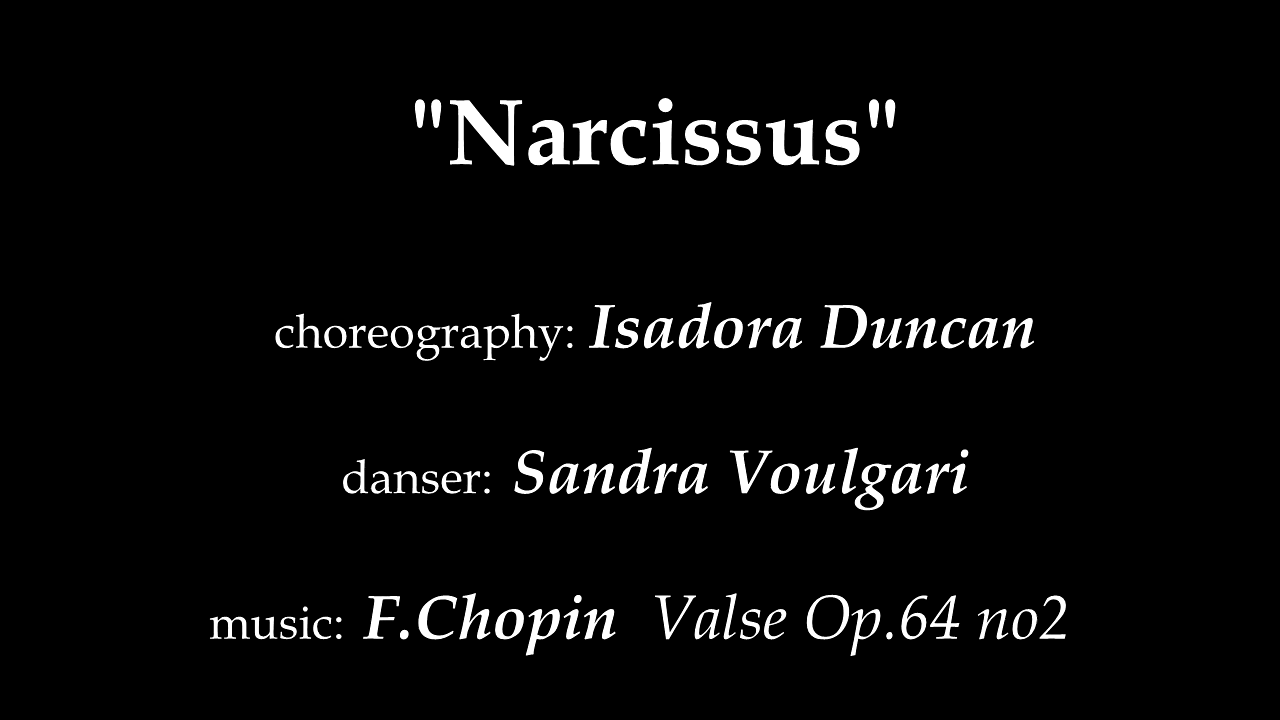 "Narcissus"
choreography: Isadora Duncan
danser: Sandra Voulgari
music: F.Chopin Valse Op.64 no2